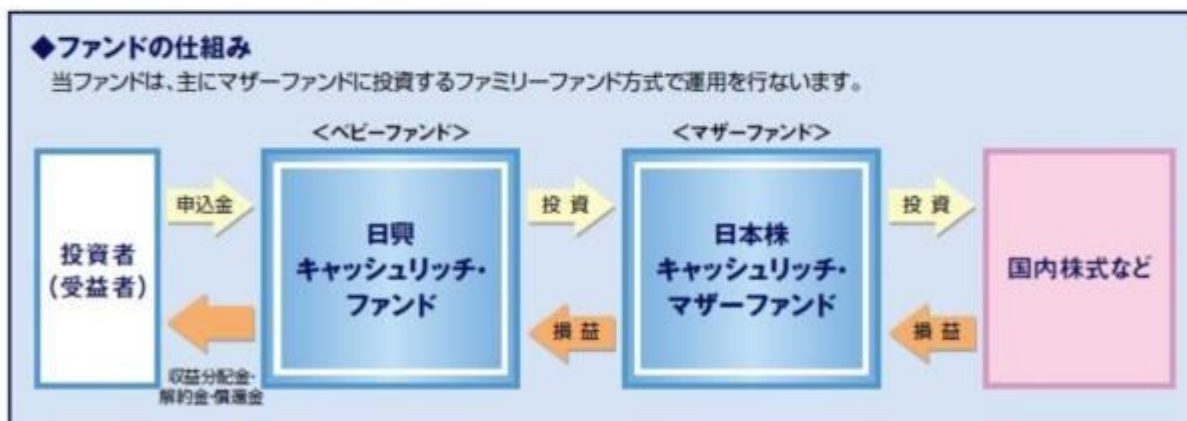 ◆ファンドの仕組み
当ファンドは、主にマザーファンドに投資するファミリーファンド方式で運用を行ないます。
<ベビーファンド>
<マザーファンド>
投資者
(受益者)
申込金
収益分配金・
解約金・償還金
日興
キャッシュリッチ・
ファンド
投資
損益
日本株
キャッシュリッチ・
マザーファンド
投資
損益
国内株式など